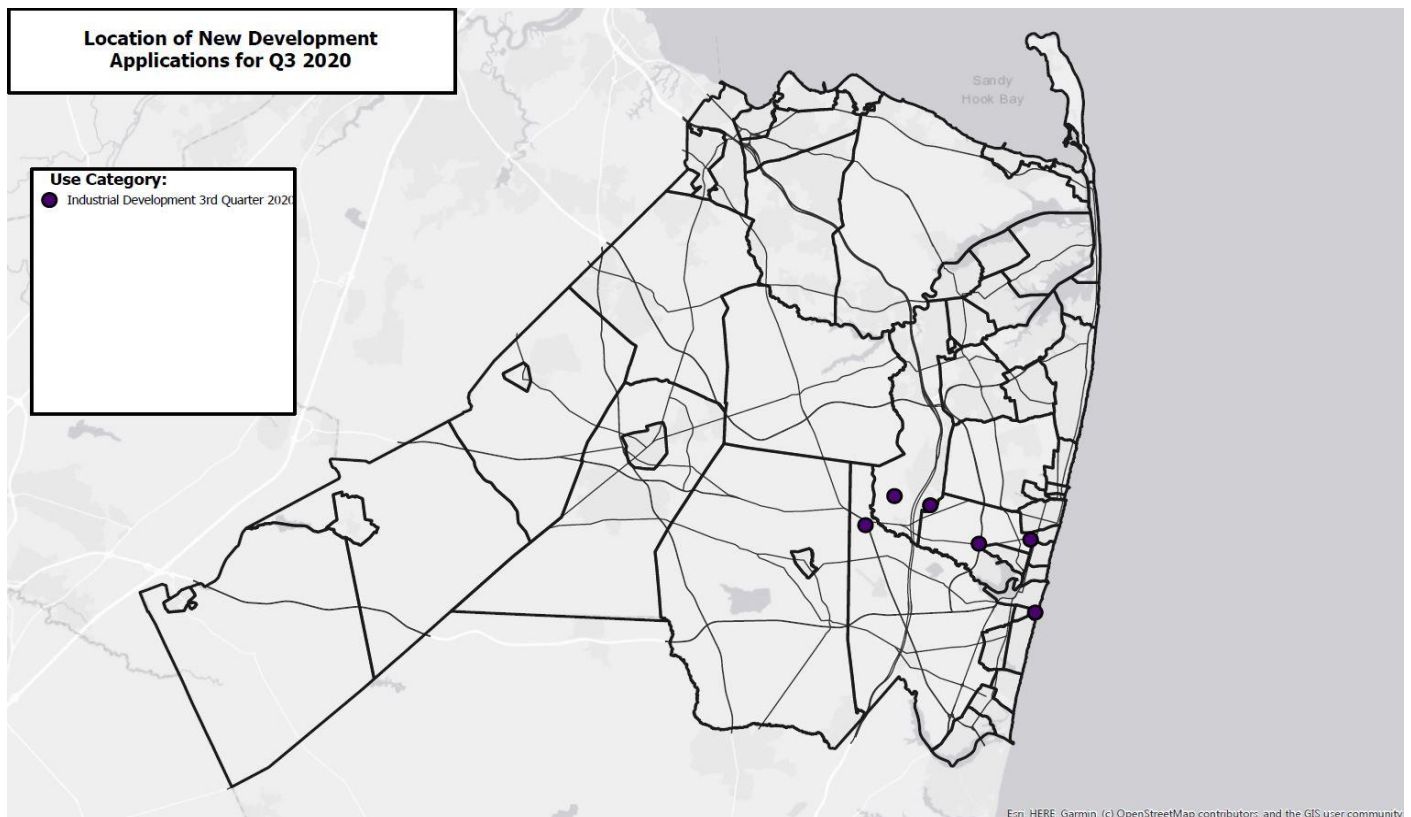 Location of New Development
Applications for Q3 2020
Sandy
Hook Bay
Use Category:
Industrial Development 3rd Quarter 2020
Esri, HERE, Garmin, (c) OpenStreetMap contributors, and the GIS user community